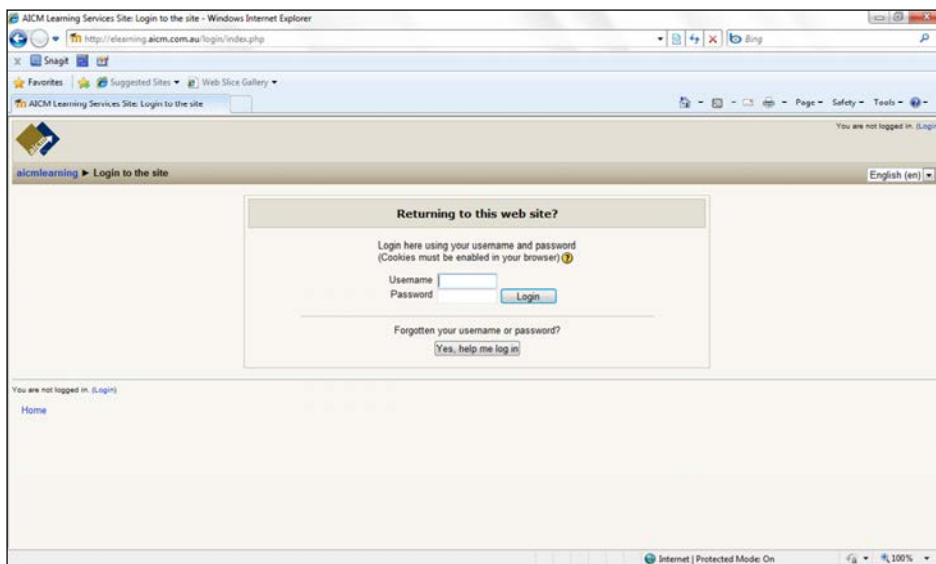 AICM Learning Services Site: Login to the site - Windows Internet Explorer
http://elearning.aicm.com.au/login/index.php
Bing
x Snagit
Favorites Suggested Sites Web Slice Gallery
AICM Learning Services Site: Login to the site
Page Safety Tools
You are not logged in. (Login
aicm
aicmlearning ► Login to the site
English (en)
Returning to this web site?
Login here using your username and password
(Cookies must be enabled in your browser) ?
Username
Password Login
Forgotten your username or password?
Yes, help me log in
You are not logged in. (Login)
Home
Internet | Protected Mode: On
100%